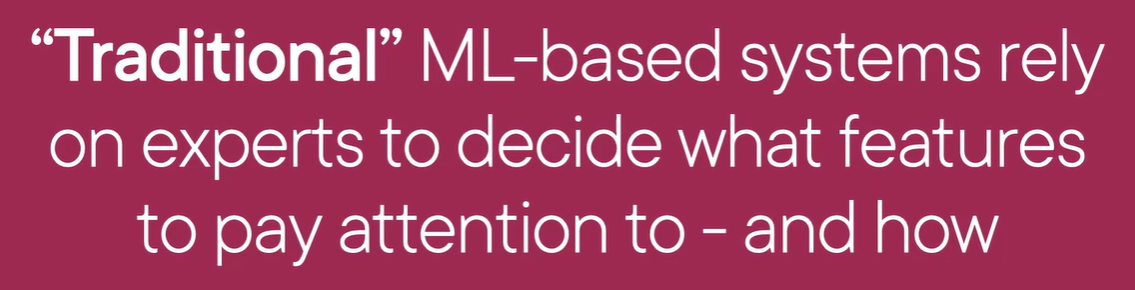 “Traditional” ML-based systems rely
on experts to decide what features
to pay attention to - and how